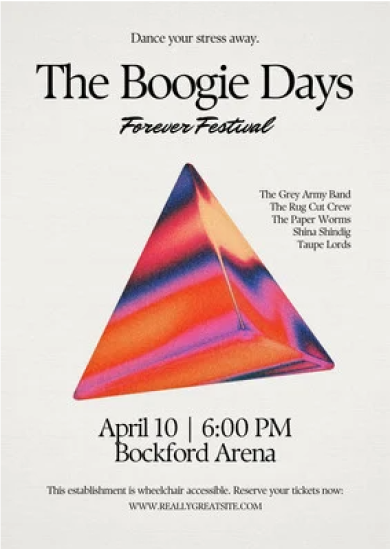 Dance your stress away.
The Boogie Days
Forever Festival
The Grey Army Band
The Rug Cut Crew
The Paper Worms
Shina Shindig
Taupe Lords
April 10 | 6:00 PM
Bockford Arena
This establishment is wheelchair accessible. Reserve your tickets now:
WWW.REALLYGREATSITE.COM